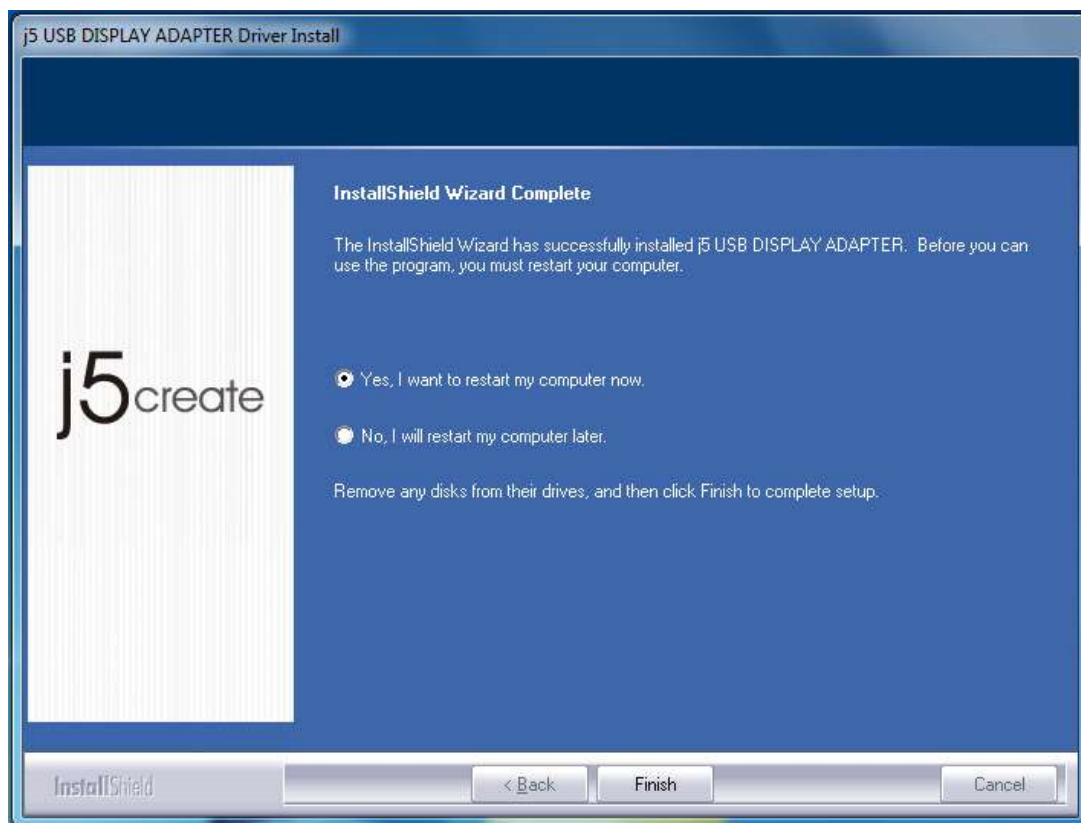 j5 USB DISPLAY ADAPTER Driver Install
InstallShield Wizard Complete
The InstallShield Wizard has successfully installed j5 USB DISPLAY ADAPTER. Before you can
use the program, you must restart your computer.
j5create
Yes, I want to restart my computer now.
No, I will restart my computer later.
Remove any disks from their drives, and then click Finish to complete setup.
InstallShield
< Back
Finish
Cancel